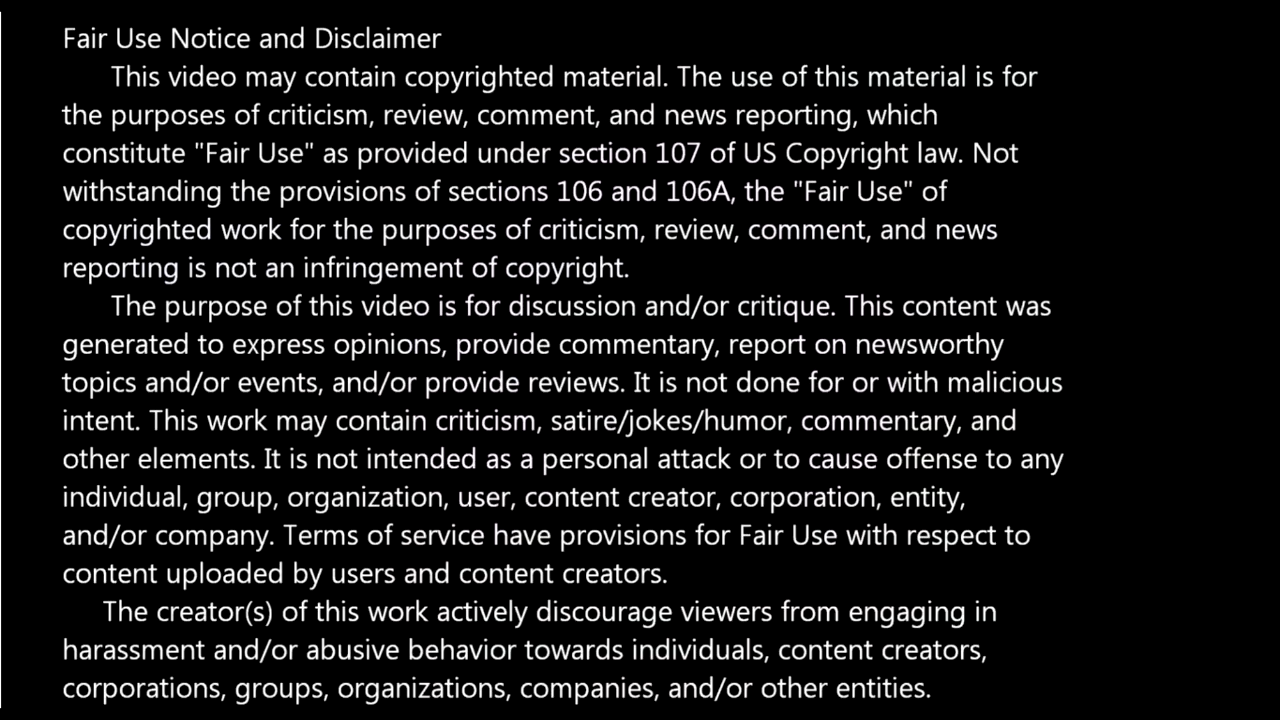 Fair Use Notice and Disclaimer
This video may contain copyrighted material. The use of this material is for
the purposes of criticism, review, comment, and news reporting, which
constitute "Fair Use" as provided under section 107 of US Copyright law. Not
withstanding the provisions of sections 106 and 106A, the "Fair Use" of
copyrighted work for the purposes of criticism, review, comment, and news
reporting is not an infringement of copyright.
The purpose of this video is for discussion and/or critique. This content was
generated to express opinions, provide commentary, report on newsworthy
topics and/or events, and/or provide reviews. It is not done for or with malicious
intent. This work may contain criticism, satire/jokes/humor, commentary, and
other elements. It is not intended as a personal attack or to cause offense to any
individual, group, organization, user, content creator, corporation, entity,
and/or company. Terms of service have provisions for Fair Use with respect to
content uploaded by users and content creators.
The creator(s) of this work actively discourage viewers from engaging in
harassment and/or abusive behavior towards individuals, content creators,
corporations, groups, organizations, companies, and/or other entities.